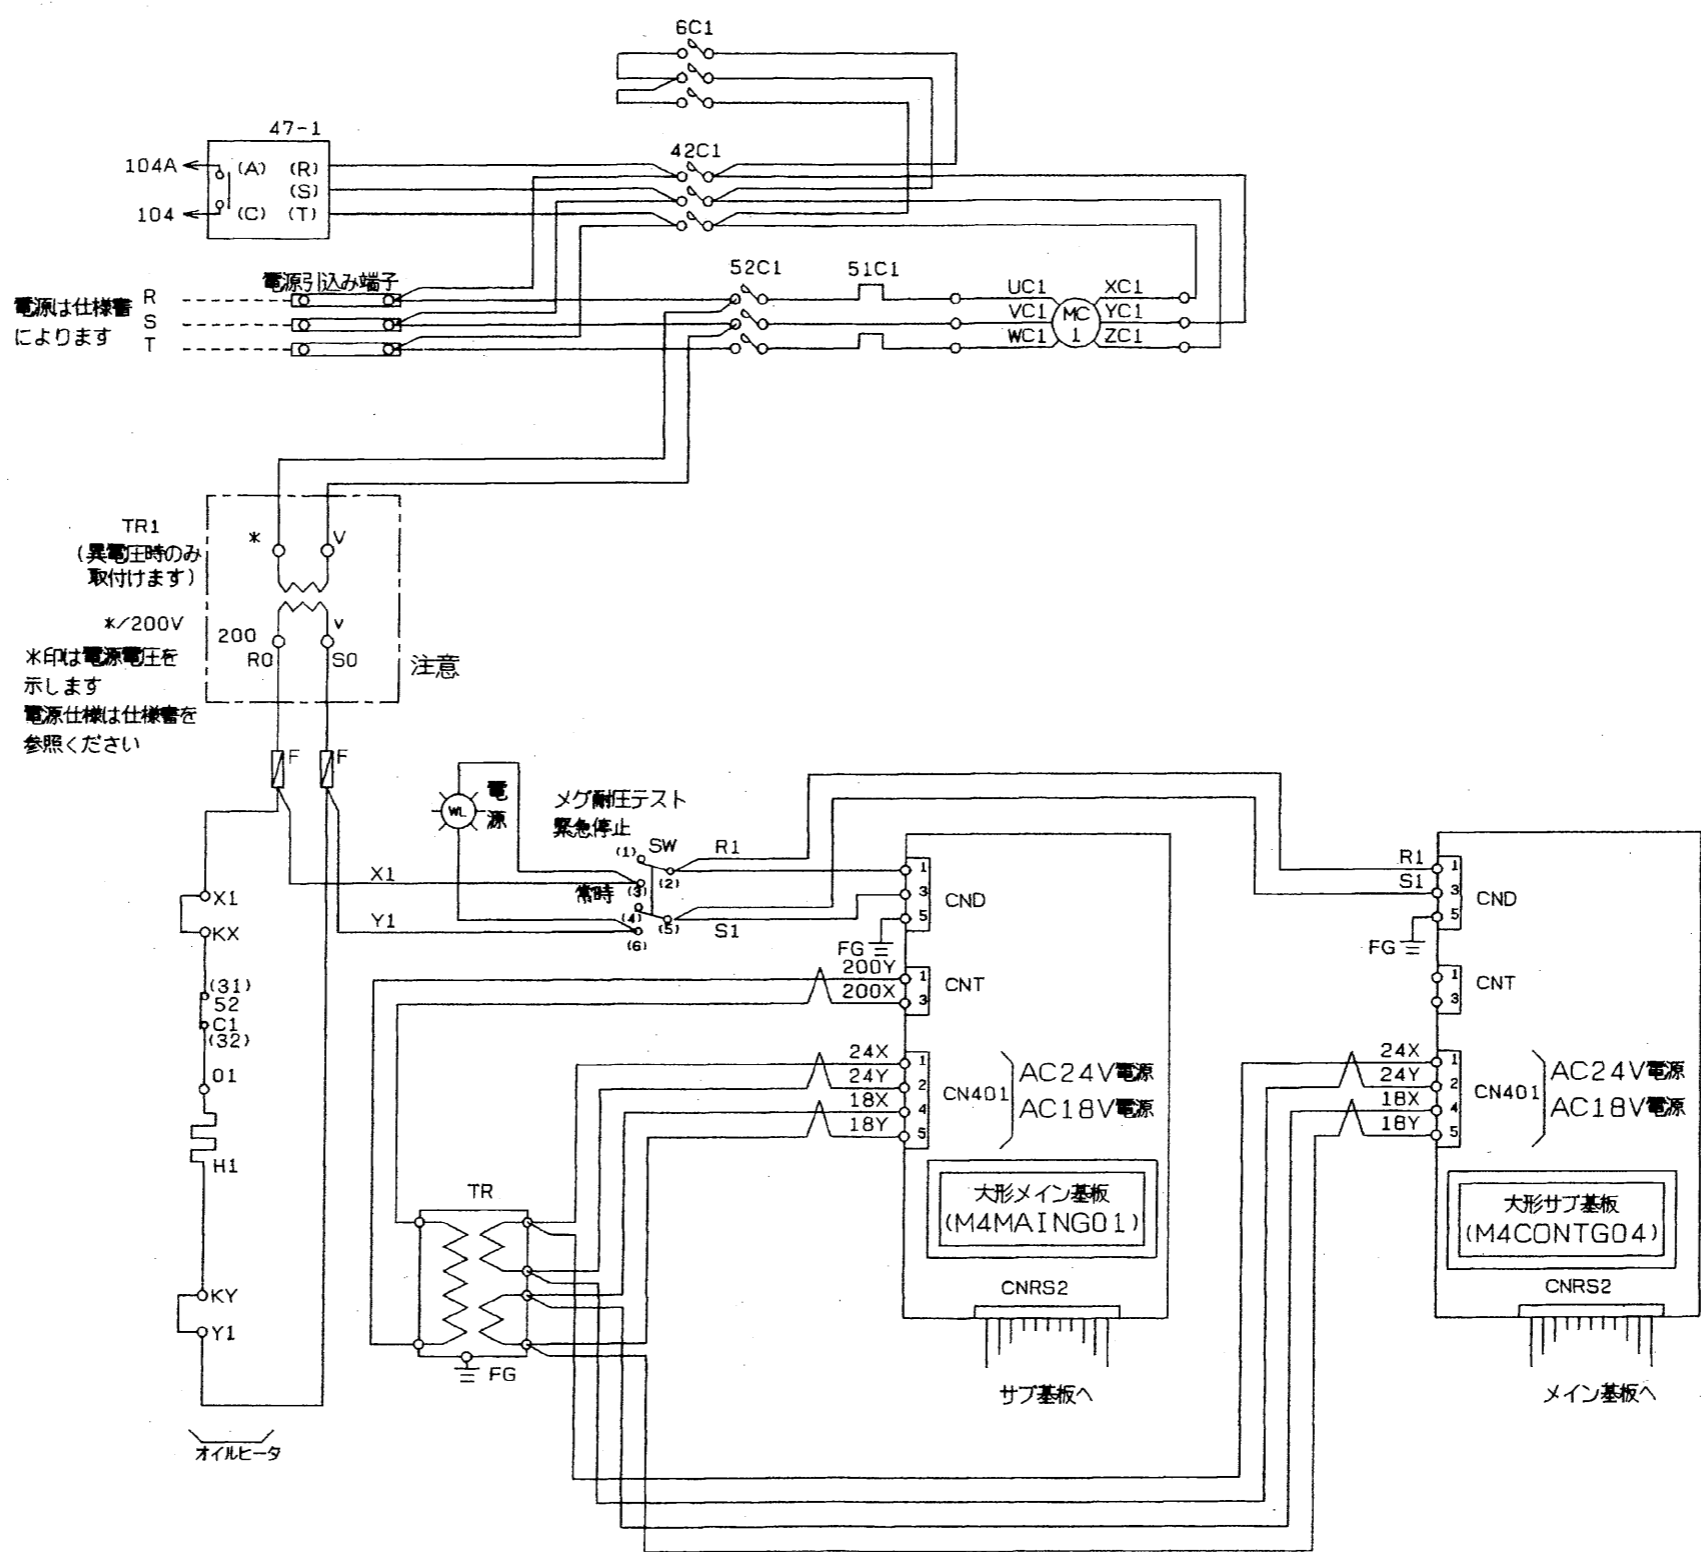 6C1
47-1
104A
(A)
(R)
(S)
104
(C)
(T)
42C1
電源引込み端子
電源は仕様書
によります
R
S
T
52C1
51C1
UC1
VC1
WC1
MC
1
XC1
YC1
ZC1
TR1
(異電圧時のみ
取付けます)
*/200V
*印は電源電圧を
示します
電源仕様は仕様書を
参照ください
*
V
200
v
R0
S0
注意
F
F
WL
電
源
メグ耐圧テスト
緊急停止
SW
(1)
(2)
(3)
常時
(4)
(5)
(6)
X1
Y1
R1
S1
X1
KX
(31)
52
C1
(32)
01
H1
KY
Y1
オイルヒータ
TR
FG
1
3
5
CND
FG
200Y
200X
1
3
CNT
24X
24Y
18X
18Y
1
2
4
5
CN401
AC24V電源
AC18V電源
大形メイン基板
(M4MAING01)
CNRS2
サブ基板へ
R1
S1
1
3
5
CND
FG
1
3
CNT
24X
24Y
18X
18Y
1
2
4
5
CN401
AC24V電源
AC18V電源
大形サブ基板
(M4CONTG04)
CNRS2
メイン基板へ